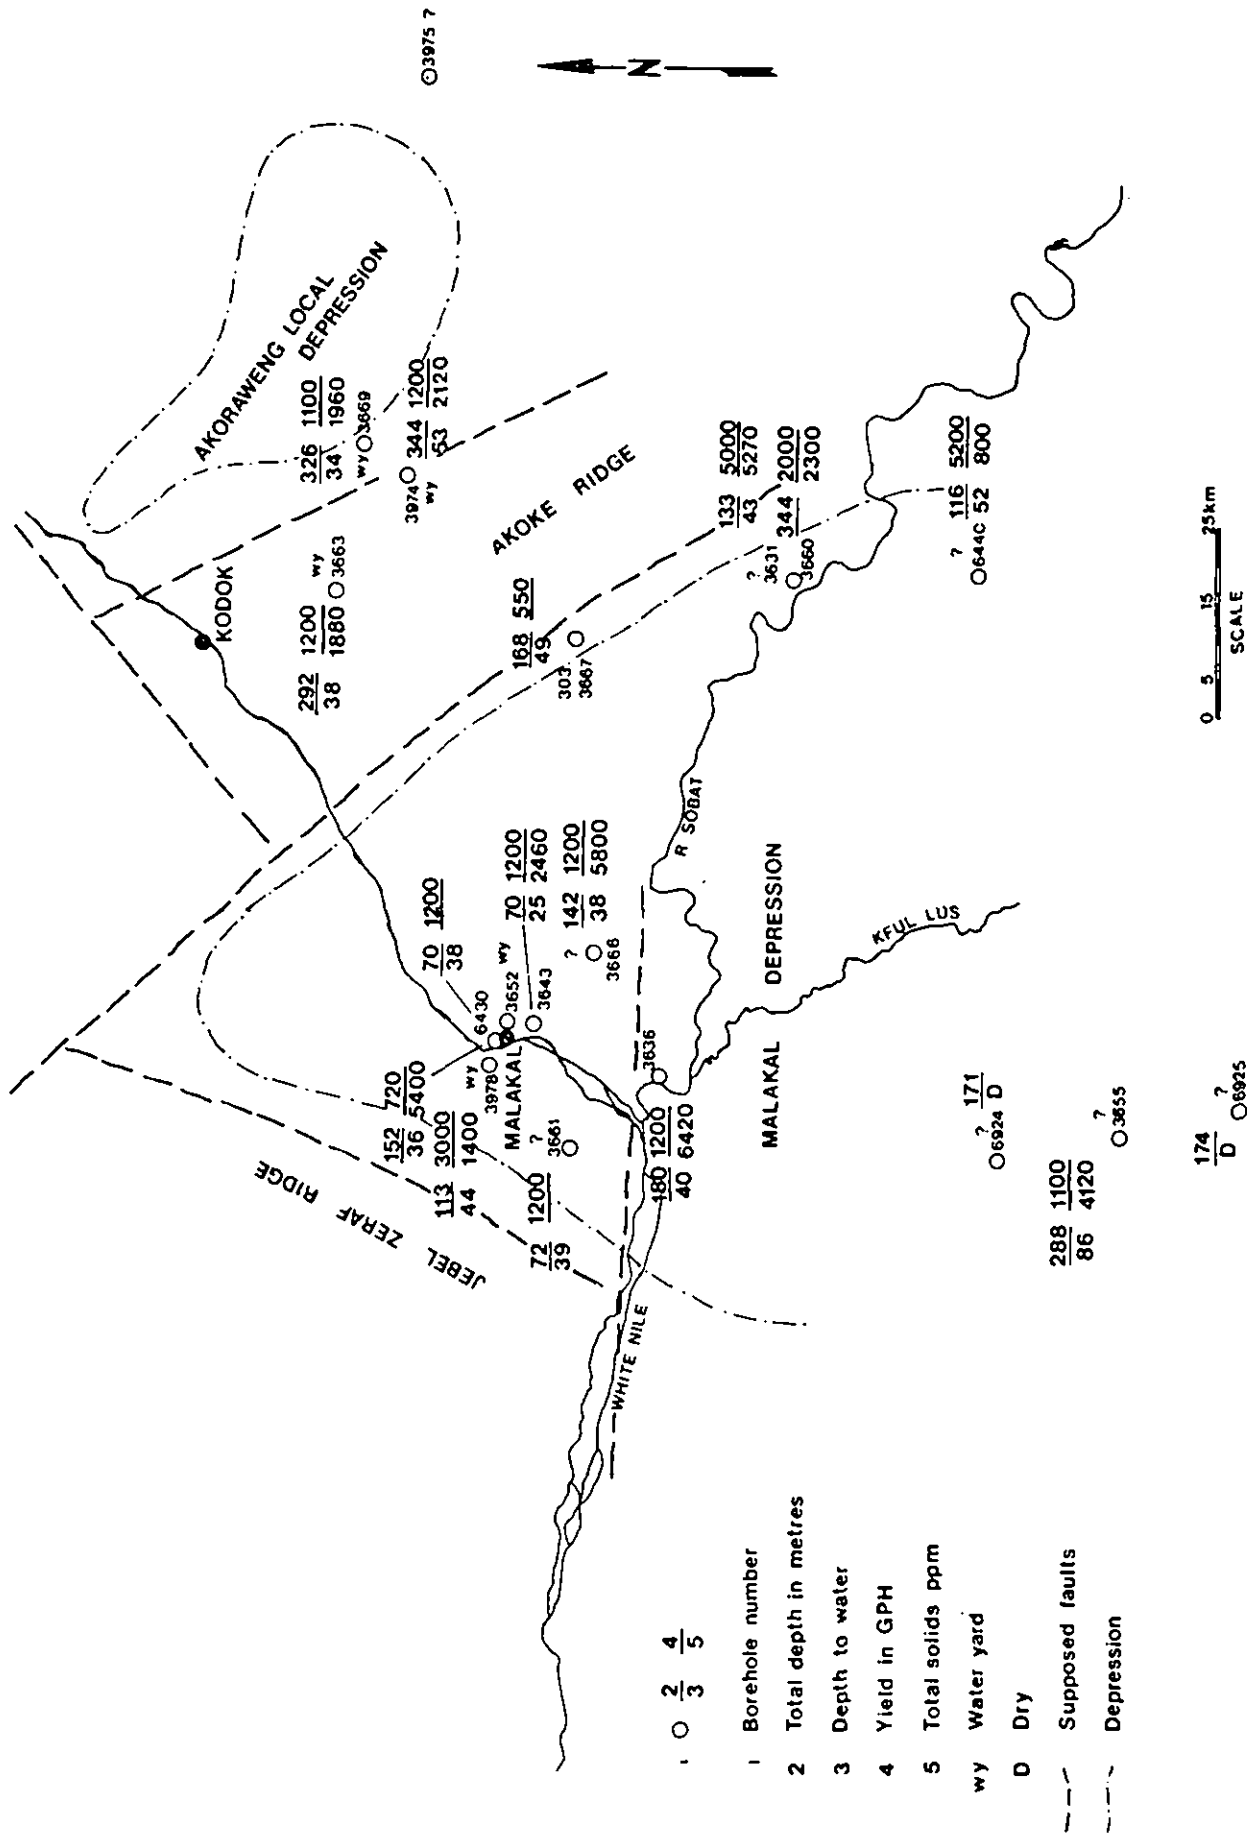 3975 ?
N
AKORAWENG LOCAL
DEPRESSION
326 1100
34 1960
wy 3669
344 1200
53 2120
3974
wy
KODOK
wy
3663
292 1200
38 1880
AKOKE RIDGE
168 550
49
303
3667
133 5000
43 5270
344 2000
2300
?
3631
3660
116 5200
52 800
?
644C
R SOBAT
KFUL LUS
MALAKAL DEPRESSION
70 1200
38
6430
3652 wy
70 1200
25 2460
3643
142 1200
38 5800
?
3666
152 720
36 5400
wy
3978
MALAKAL
113 3000
44 1400
?
3661
72 1200
39
JEBEL ZERAF RIDGE
3636
180 1200
40 6420
WHITE NILE
171
D
?
6924
288 1100
86 4120
?
3655
174
D
?
6925
0 5 15 25km
SCALE
1 2 4
3 5
1 Borehole number
2 Total depth in metres
3 Depth to water
4 Yield in GPH
5 Total solids ppm
wy Water yard
D Dry
Supposed faults
Depression